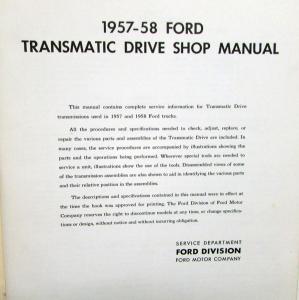 1957-58 FORD
TRANSMATIC DRIVE SHOP MANUAL
This manual contains complete service information for Transmatic Drive
transmissions used in 1957 and 1958 Ford trucks.
All the procedures and specifications needed to check, adjust, replace, or
repair the various parts and assemblies of the Transmatic Drive are included. In
many cases, the service procedures are accompanied by illustrations showing the
parts and the operations being performed. Wherever special tools are needed to
service a unit, illustrations show the use of the tools. Disassembled views of some
of the transmission assemblies are also shown to aid in identifying the various parts
and their relative position in the assemblies.
The descriptions and specifications contained in this manual were in effect at
the time the book was approved for printing. The Ford Division of Ford Motor
Company reserves the right to discontinue models at any time, or change specifica-
tions or design, without notice and without incurring obligation.
SERVICE DEPARTMENT
FORD DIVISION
FORD MOTOR COMPANY